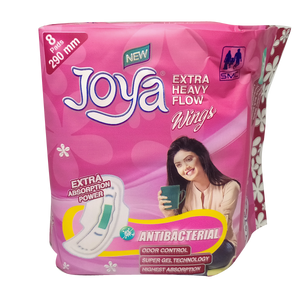 8
Pads
290 mm
NEW
JOYA
SMC
EXTRA
HEAVY
FLOW
Wings
EXTRA
ABSORPTION
POWER
ANTIBACTERIAL
ODOR CONTROL
SUPER GEL TECHNOLOGY
HIGHEST ABSORPTION